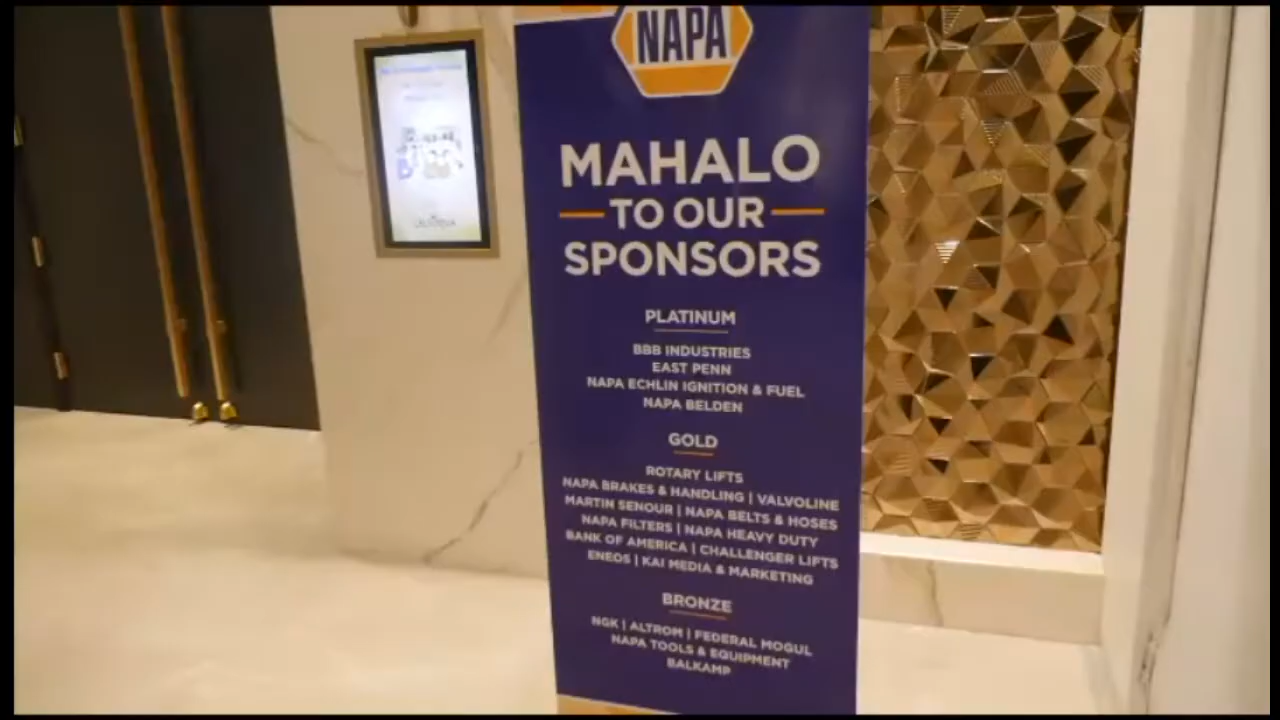 NAPA
MAHALO
TO OUR
SPONSORS
PLATINUM
BBB INDUSTRIES
EAST PENN
NAPA ECHLIN IGNITION & FUEL
NAPA BELDEN
GOLD
ROTARY LIFTS
NAPA BRAKES & HANDLING | VALVOLINE
MARTIN SENOUR | NAPA BELTS & HOSES
NAPA FILTERS | NAPA HEAVY DUTY
BANK OF AMERICA | CHALLENGER LIFTS
ENEOS | KAI MEDIA & MARKETING
BRONZE
NGK | ALTROM | FEDERAL MOGUL
NAPA TOOLS & EQUIPMENT
BALKAMP